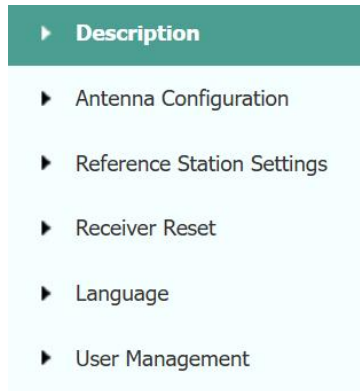 Description
Antenna Configuration
Reference Station Settings
Receiver Reset
Language
User Management